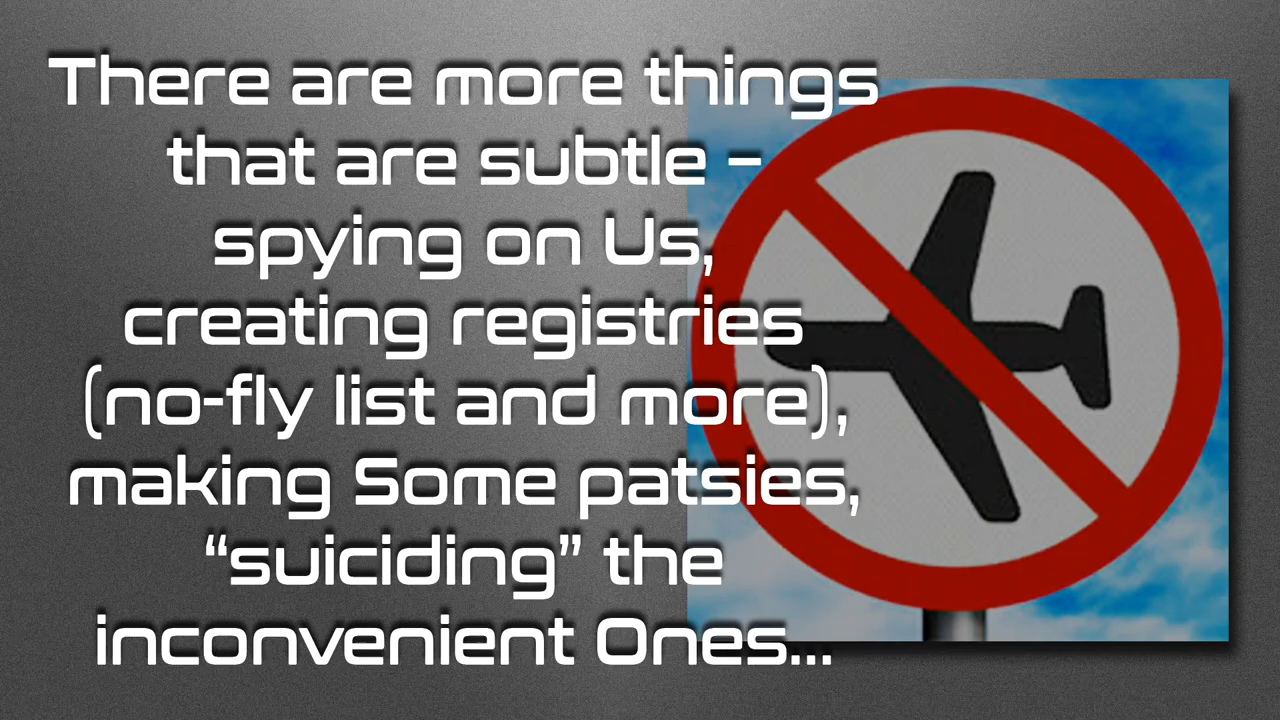 There are more things
that are subtle –
spying on Us,
creating registries
(no-fly list and more),
making Some patsies,
“suiciding” the
inconvenient Ones...